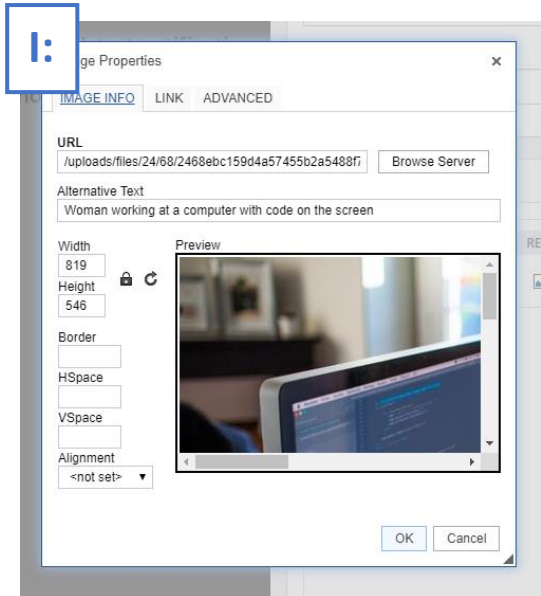 I:
ge Properties
IMAGE INFO LINK ADVANCED
URL
/uploads/files/24/68/2468ebc159d4a57455b2a5488f7
Browse Server
Alternative Text
Woman working at a computer with code on the screen
Width
819
Height
546
Preview
Border
HSpace
VSpace
Alignment
<not set>
OK Cancel
RE